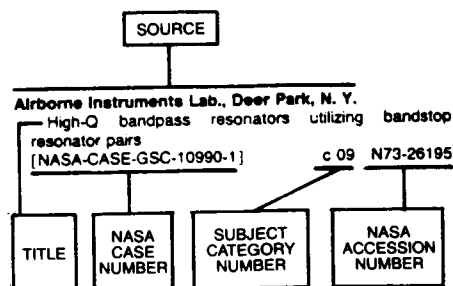 SOURCE
Airborne Instruments Lab., Deer Park, N. Y.
High-Q bandpass resonators utilizing bandstop
resonator pairs
[NASA-CASE-GSC-10990-1] c 09 N73-26195
TITLE
NASA
CASE
NUMBER
SUBJECT
CATEGORY
NUMBER
NASA
ACCESSION
NUMBER